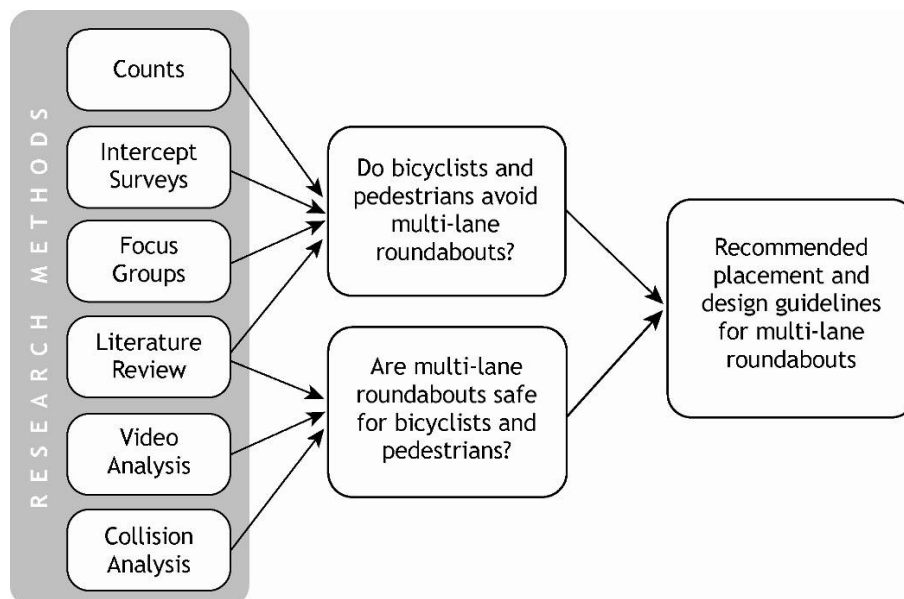 RESEARCH METHODS
Counts
Intercept
Surveys
Focus
Groups
Literature
Review
Video
Analysis
Collision
Analysis
Do bicyclists and
pedestrians avoid
multi-lane
roundabouts?
Are multi-lane
roundabouts safe
for bicyclists and
pedestrians?
Recommended
placement and
design guidelines
for multi-lane
roundabouts